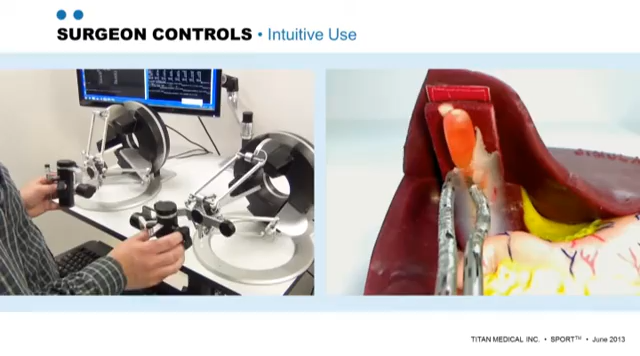 SURGEON CONTROLS • Intuitive Use
TITAN MEDICAL INC. • SPORT™ • June 2013